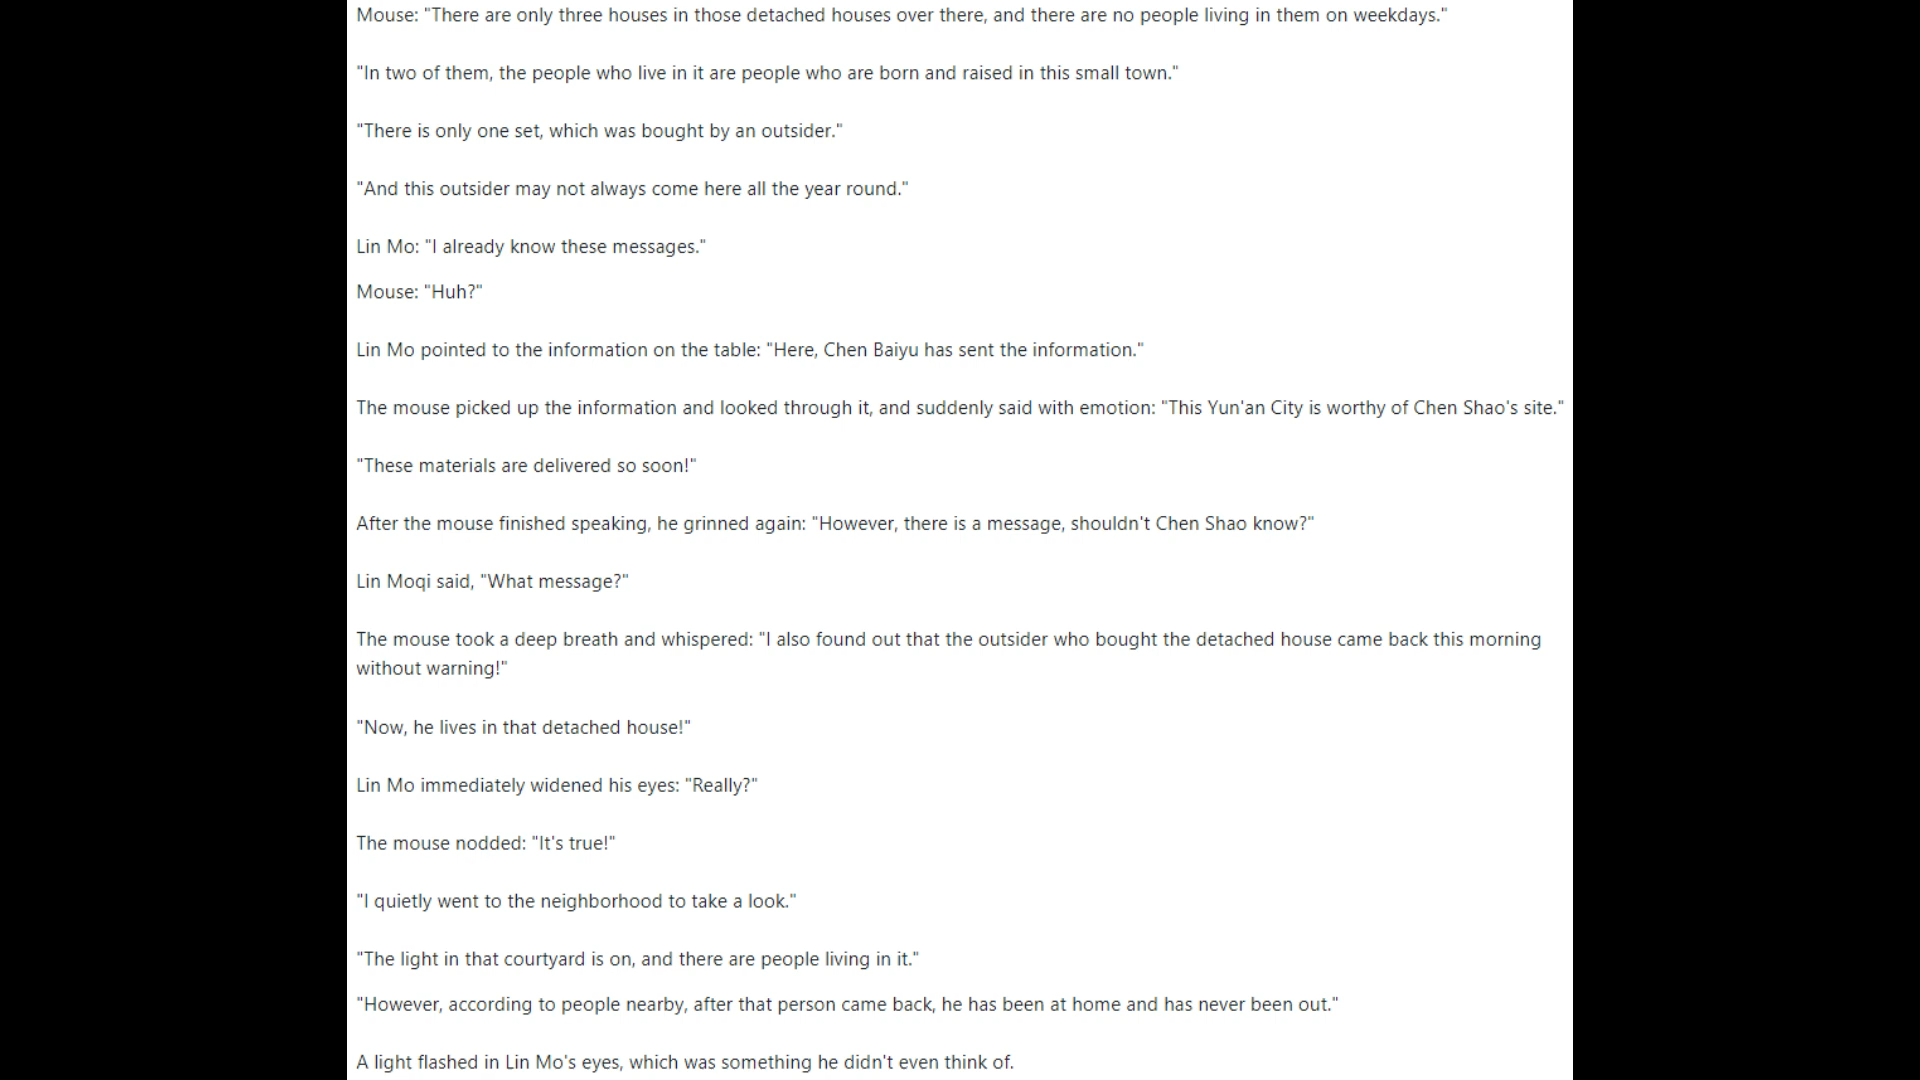 Mouse: "There are only three houses in those detached houses over there, and there are no people living in them on weekdays."
"In two of them, the people who live in it are people who are born and raised in this small town."
"There is only one set, which was bought by an outsider."
"And this outsider may not always come here all the year round."
Lin Mo: "I already know these messages."
Mouse: "Huh?"
Lin Mo pointed to the information on the table: "Here, Chen Baiyu has sent the information."
The mouse picked up the information and looked through it, and suddenly said with emotion: "This Yun'an City is worthy of Chen Shao's site."
"These materials are delivered so soon!"
After the mouse finished speaking, he grinned again: "However, there is a message, shouldn't Chen Shao know?"
Lin Moqi said, "What message?"
The mouse took a deep breath and whispered: "I also found out that the outsider who bought the detached house came back this morning
without warning!"
"Now, he lives in that detached house!"
Lin Mo immediately widened his eyes: "Really?"
The mouse nodded: "It's true!"
"I quietly went to the neighborhood to take a look."
"The light in that courtyard is on, and there are people living in it."
"However, according to people nearby, after that person came back, he has been at home and has never been out."
A light flashed in Lin Mo's eyes, which was something he didn't even think of.